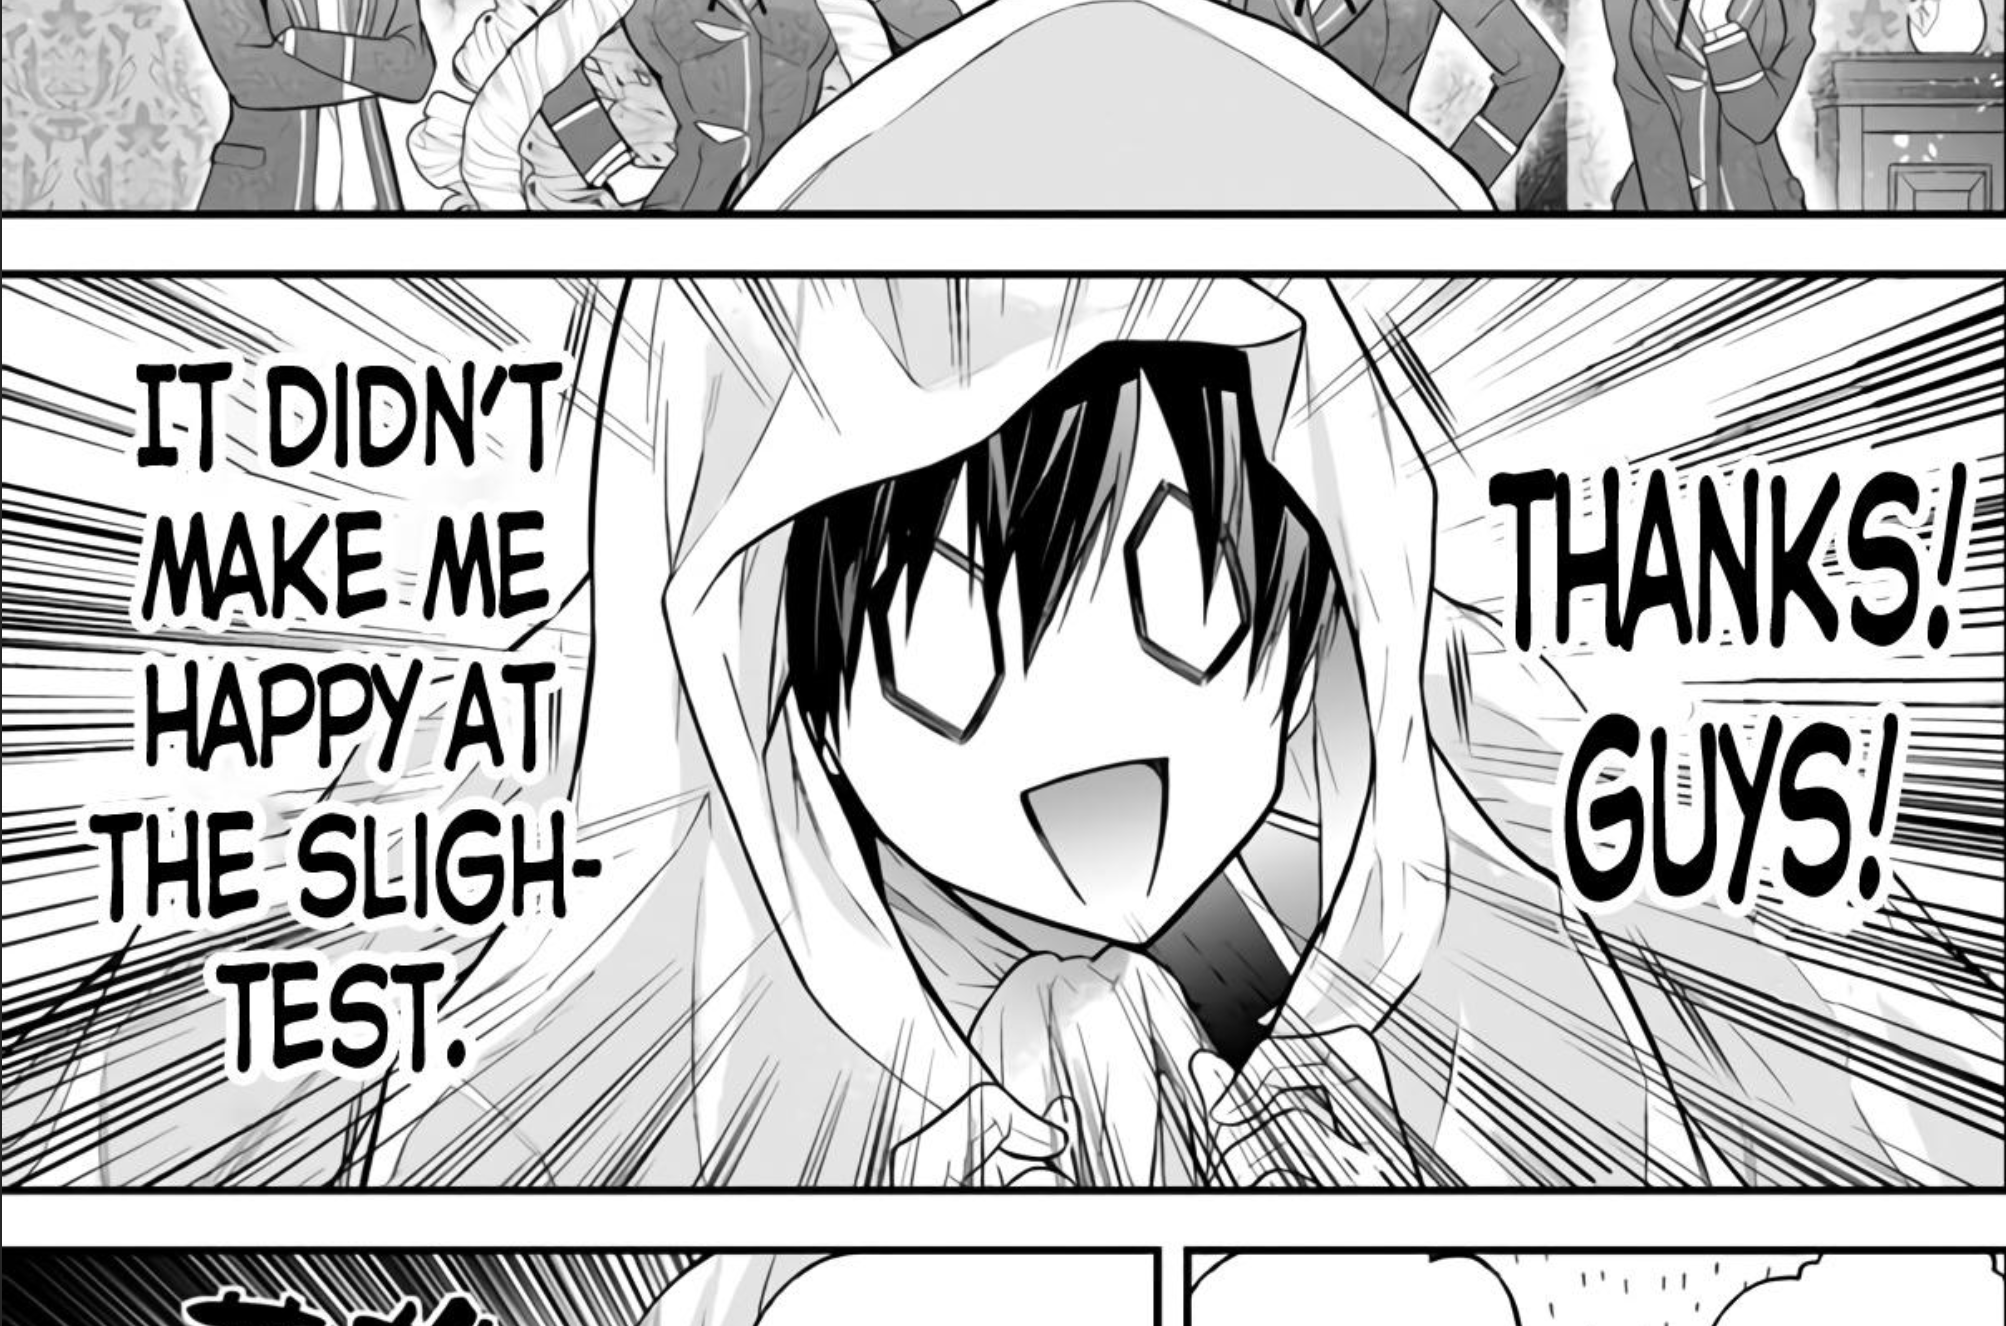 THANKS!
GUYS!
IT DIDN'T
MAKE ME
HAPPY AT
THE SLIGH-
TEST.